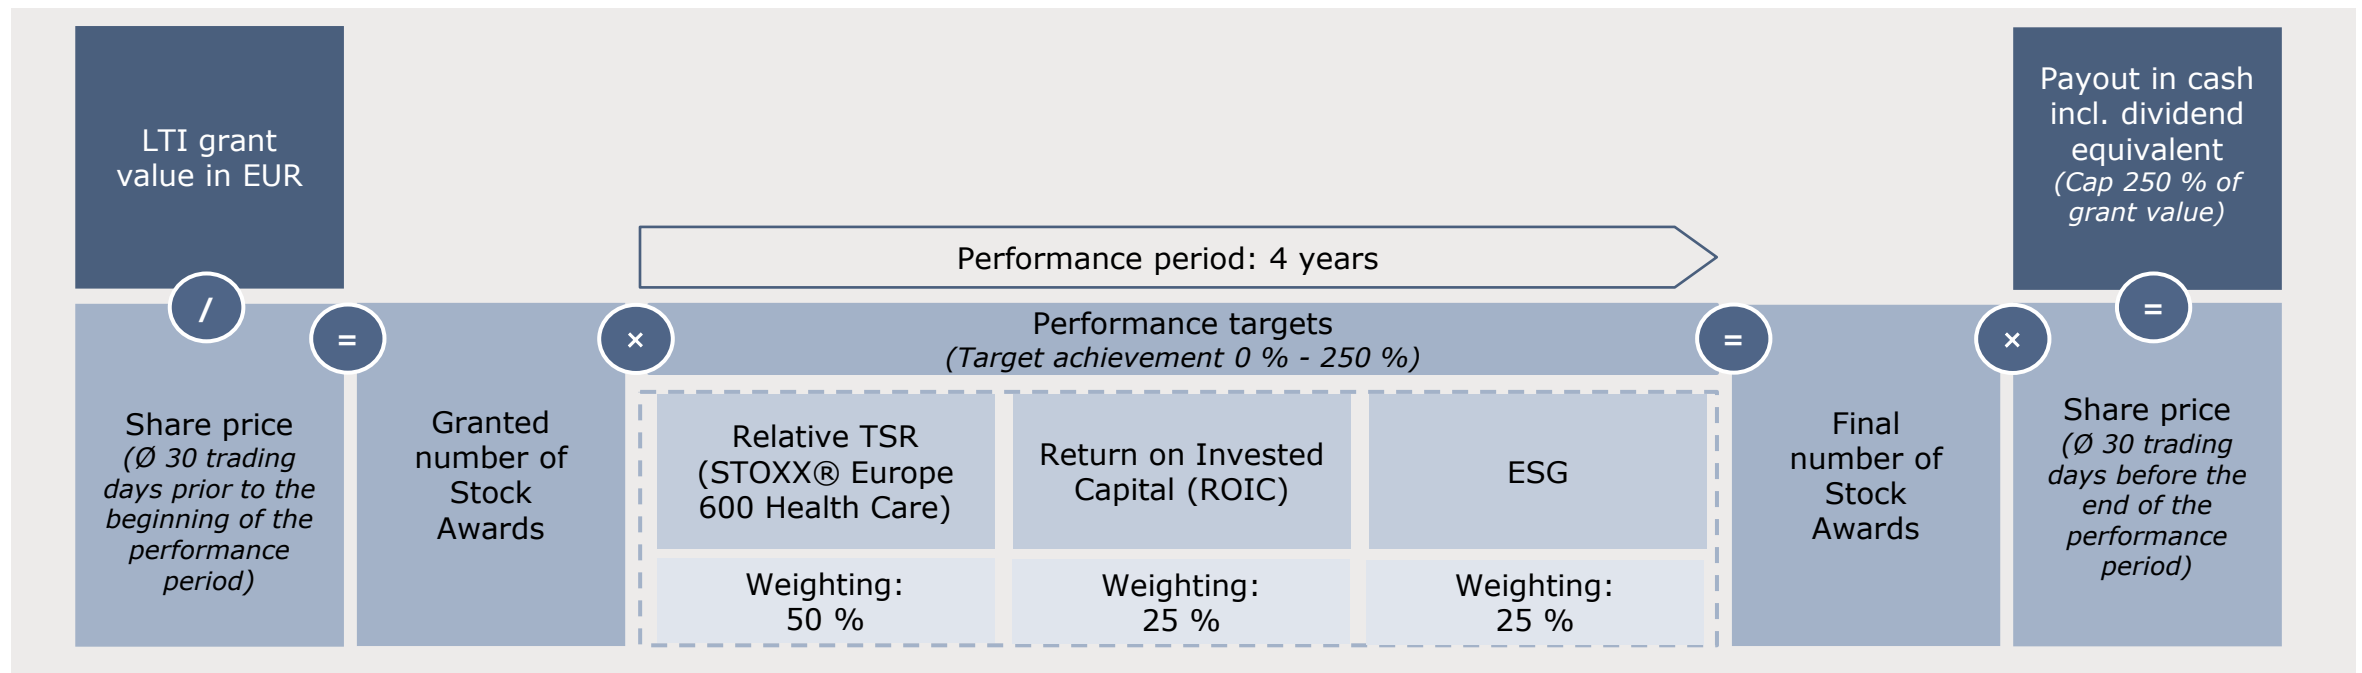 LTI grant
value in EUR
/
Share price
(Ø 30 trading
days prior to the
beginning of the
performance
period)
=
Granted
number of
Stock
Awards
×
Performance period: 4 years
Performance targets
(Target achievement 0 % - 250 %)
Relative TSR
(STOXX® Europe
600 Health Care)
Weighting:
50 %
Return on Invested
Capital (ROIC)
Weighting:
25 %
ESG
Weighting:
25 %
=
Final
number of
Stock
Awards
×
Share price
(Ø 30 trading
days before the
end of the
performance
period)
=
Payout in cash
incl. dividend
equivalent
(Cap 250 % of
grant value)